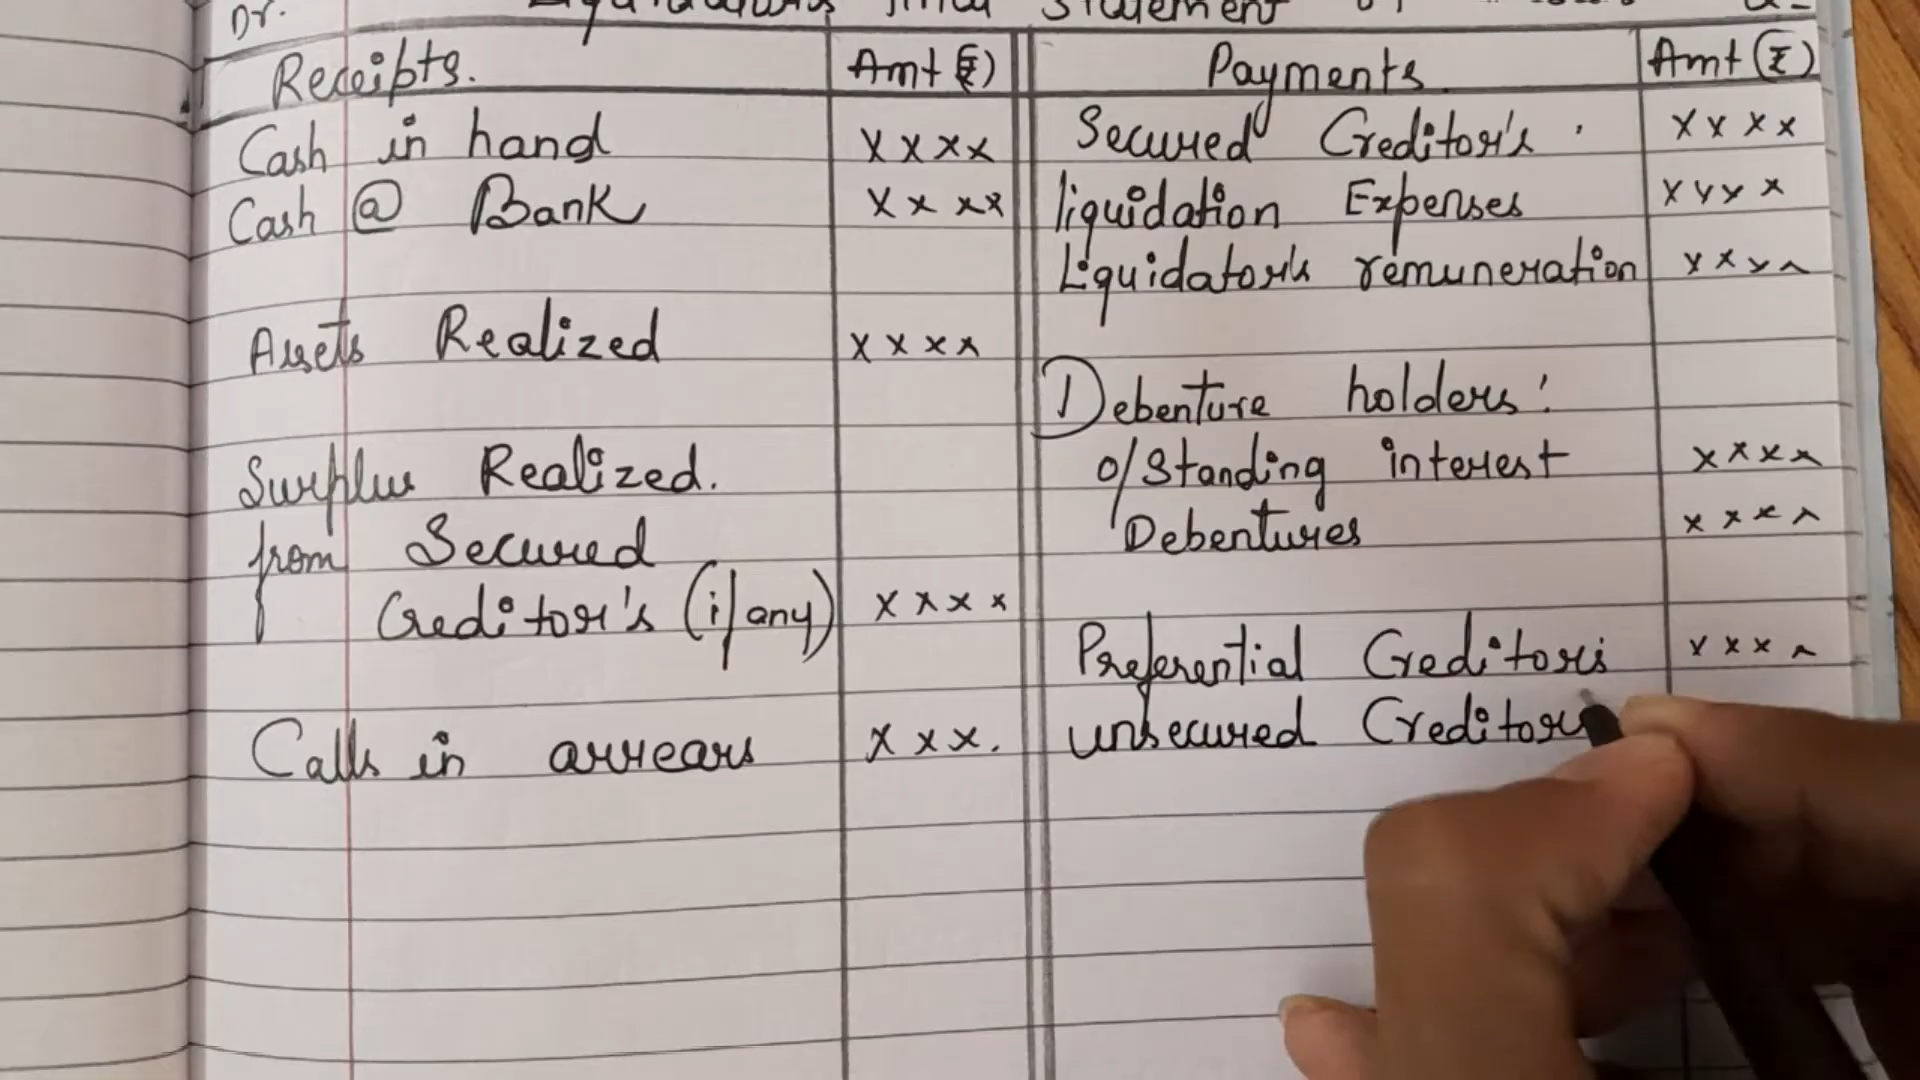 Dr. Statement
Receipts. Amt (₹) Payments. Amt (₹)
Cash in hand xxxx Secured Creditor's. xxxx
Cash @ Bank xxxx liquidation Expenses xxxx
Liquidator's remuneration xxxx
Assets Realized xxxx
Debenture holders:
Surplus Realized. o/standing interest xxxx
from Secured Debentures xxxx
Creditor's (if any) xxxx
Preferential Creditors xxxx
Calls in arrears xxx. unsecured Creditors